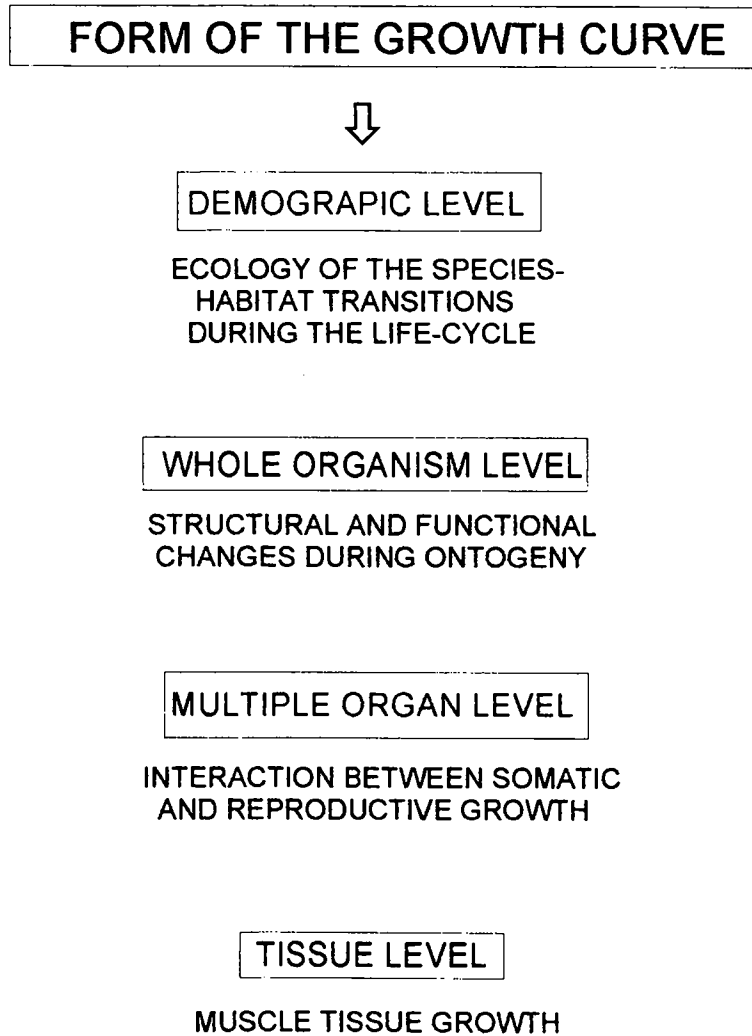 FORM OF THE GROWTH CURVE
DEMOGRAPIC LEVEL
ECOLOGY OF THE SPECIES-
HABITAT TRANSITIONS
DURING THE LIFE-CYCLE
WHOLE ORGANISM LEVEL
STRUCTURAL AND FUNCTIONAL
CHANGES DURING ONTOGENY
MULTIPLE ORGAN LEVEL
INTERACTION BETWEEN SOMATIC
AND REPRODUCTIVE GROWTH
TISSUE LEVEL
MUSCLE TISSUE GROWTH